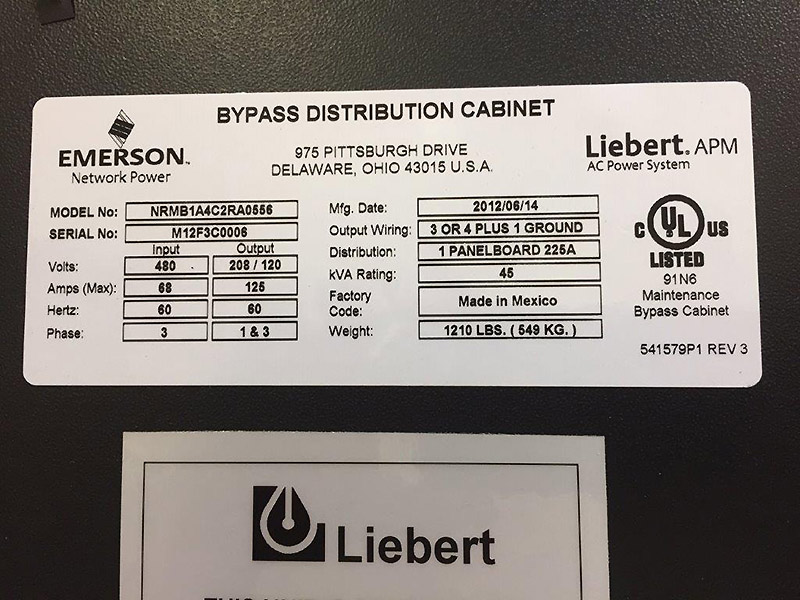 BYPASS DISTRIBUTION CABINET
EMERSON.
Network Power
975 PITTSBURGH DRIVE
DELAWARE, OHIO 43015 U.S.A.
Liebert. APM
AC Power System
MODEL No: NRMB1A4C2RA0556
SERIAL No: M12F3C0006
Input Output
Volts: 480 208 / 120
Amps (Max): 68 125
Hertz: 60 60
Phase: 3 1 & 3
Mfg. Date: 2012/06/14
Output Wiring: 3 OR 4 PLUS 1 GROUND
Distribution: 1 PANELBOARD 225A
kVA Rating: 45
Factory Code: Made in Mexico
Weight: 1210 LBS. ( 549 KG. )
C UL US
LISTED
91N6
Maintenance
Bypass Cabinet
541579P1 REV 3
Liebert